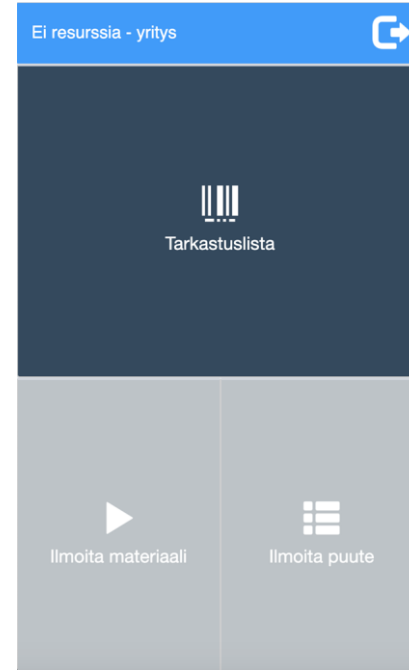 Ei resurssia - yritys
Tarkastuslista
Ilmoita materiaali
Ilmoita puute